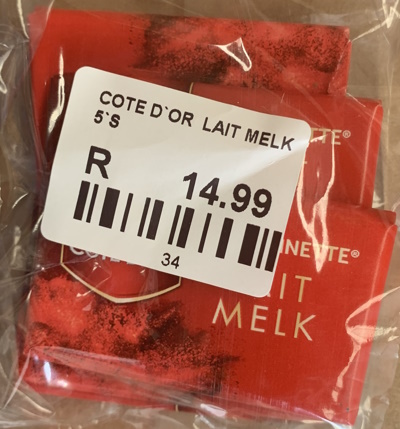 COTE D`OR LAIT MELK
5`S
R 14.99
34
NETTE®
NETTE®
LAIT
MELK